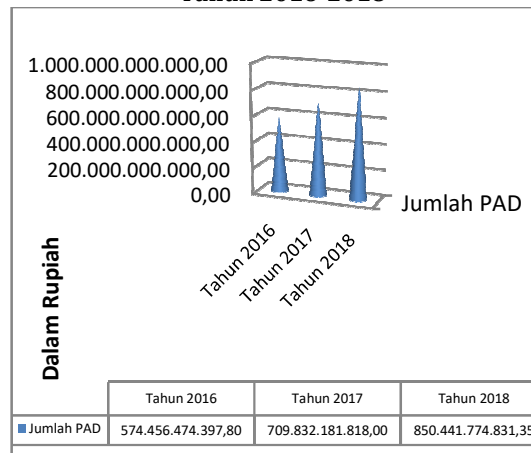 1.000.000.000.000,00
800.000.000.000,00
600.000.000.000,00
400.000.000.000,00
200.000.000.000,00
0,00
Jumlah PAD
Tahun 2016
Tahun 2017
Tahun 2018
Dalam Rupiah
Tahun 2016 Tahun 2017 Tahun 2018
Jumlah PAD 574.456.474.397,80 709.832.181.818,00 850.441.774.831,35